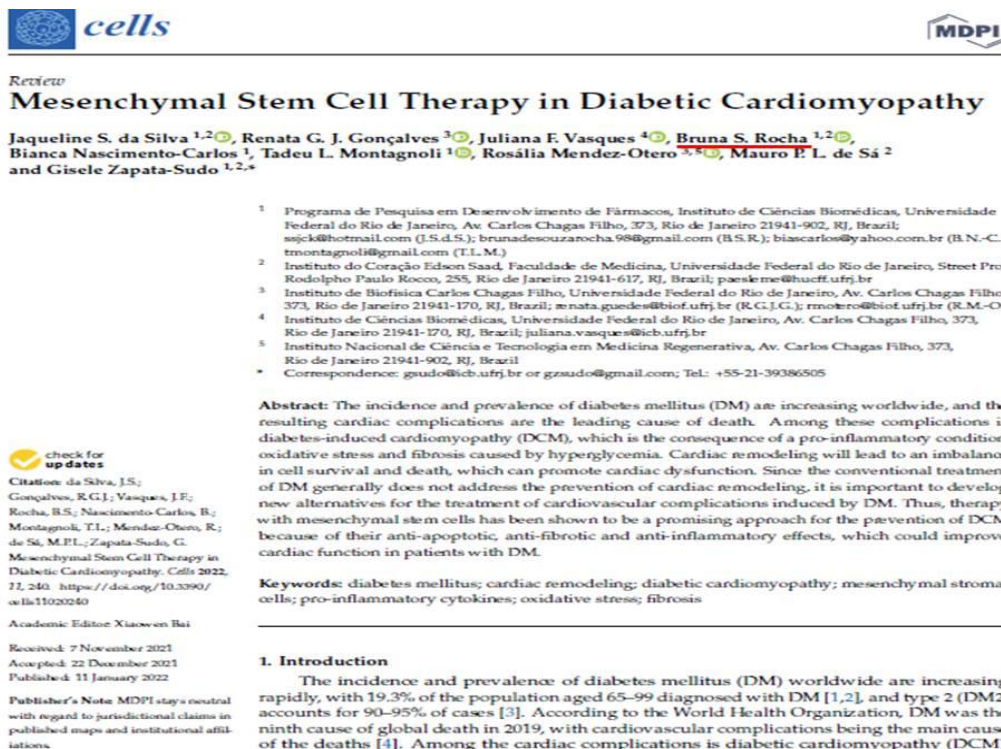 cells
MDPI
Review
Mesenchymal Stem Cell Therapy in Diabetic Cardiomyopathy
Jaqueline S. da Silva 1,2, Renata G. J. Gonçalves 3, Juliana F. Vasques 4, Bruna S. Rocha 1,2,
Bianca Nascimento-Carlos 1, Tadeu L. Montagnoli 1, Rosália Mendez-Otero 3,5, Mauro P. L. de Sá 2
and Gisele Zapata-Sudo 1,2,*
1 Programa de Pesquisa em Desenvolvimento de Fármacos, Instituto de Ciências Biomédicas, Universidade
Federal do Rio de Janeiro, Av. Carlos Chagas Filho, 373, Rio de Janeiro 21941-902, RJ, Brazil;
ssjck@hotmail.com (J.S.d.S.); brunadesouzarocha.98@gmail.com (B.S.R.); biascarlos@yahoo.com.br (B.N.-C.
tmontagnoli@gmail.com (T.L.M.)
2 Instituto do Coração Edson Saad, Faculdade de Medicina, Universidade Federal do Rio de Janeiro, Street Pro
Rodolpho Paulo Rocco, 255, Rio de Janeiro 21941-617, RJ, Brazil; paesleme@hucff.ufrj.br
3 Instituto de Biofísica Carlos Chagas Filho, Universidade Federal do Rio de Janeiro, Av. Carlos Chagas Filho
373, Rio de Janeiro 21941-170, RJ, Brazil; renata.guedes@biof.ufrj.br (R.G.J.G.); rmotero@biof.ufrj.br (R.M.-O
4 Instituto de Ciências Biomédicas, Universidade Federal do Rio de Janeiro, Av. Carlos Chagas Filho, 373,
Rio de Janeiro 21941-170, RJ, Brazil; juliana.vasques@icb.ufrj.br
5 Instituto Nacional de Ciência e Tecnologia em Medicina Regenerativa, Av. Carlos Chagas Filho, 373,
Rio de Janeiro 21941-902, RJ, Brazil
* Correspondence: gsudo@icb.ufrj.br or gzsudo@gmail.com; Tel.: +55-21-39386505
Abstract: The incidence and prevalence of diabetes mellitus (DM) are increasing worldwide, and the
resulting cardiac complications are the leading cause of death. Among these complications i
diabetes-induced cardiomyopathy (DCM), which is the consequence of a pro-inflammatory condition
oxidative stress and fibrosis caused by hyperglycemia. Cardiac remodeling will lead to an imbalanc
in cell survival and death, which can promote cardiac dysfunction. Since the conventional treatment
of DM generally does not address the prevention of cardiac remodeling, it is important to develop
new alternatives for the treatment of cardiovascular complications induced by DM. Thus, therapy
with mesenchymal stem cells has been shown to be a promising approach for the prevention of DCM
because of their anti-apoptotic, anti-fibrotic and anti-inflammatory effects, which could improve
cardiac function in patients with DM.
Keywords: diabetes mellitus; cardiac remodeling; diabetic cardiomyopathy; mesenchymal stromal
cells; pro-inflammatory cytokines; oxidative stress; fibrosis
check for
updates
Citation: da Silva, J.S.;
Gonçalves, R.G.J.; Vasques, J.F.;
Rocha, B.S.; Nascimento-Carlos, B.;
Montagnoli, T.L.; Mendez-Otero, R.;
de Sá, M.P.L.; Zapata-Sudo, G.
Mesenchymal Stem Cell Therapy in
Diabetic Cardiomyopathy. Cells 2022,
11, 240. https://doi.org/10.3390/
cells11020240
Academic Editor: Xiaowen Bai
Received: 7 November 2021
Accepted: 22 December 2021
Published: 11 January 2022
Publisher's Note: MDPI stays neutral
with regard to jurisdictional claims in
published maps and institutional affil-
iations.
1. Introduction
The incidence and prevalence of diabetes mellitus (DM) worldwide are increasing
rapidly, with 19.3% of the population aged 65–99 diagnosed with DM [1,2], and type 2 (DM2
accounts for 90–95% of cases [3]. According to the World Health Organization, DM was the
ninth cause of global death in 2019, with cardiovascular complications being the main caus
of the deaths [4]. Among the cardiac complications is diabetic cardiomyopathy (DCM)